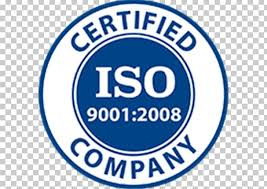 CERTIFIED
ISO
9001:2008
COMPANY